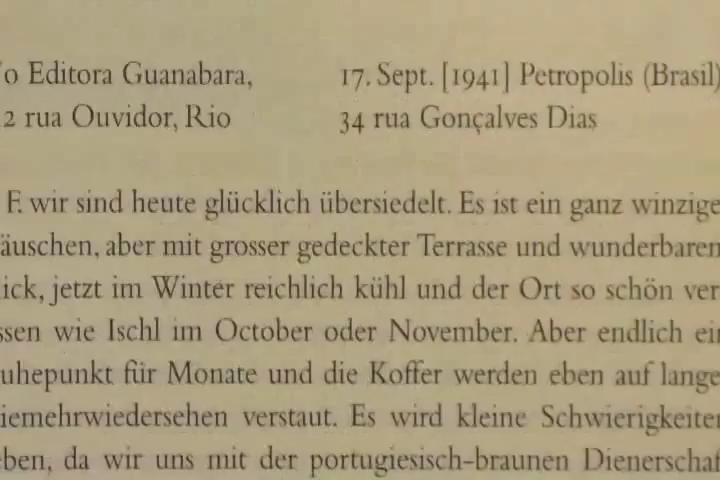 /o Editora Guanabara, 17. Sept. [1941] Petropolis (Brasil)
2 rua Ouvidor, Rio 34 rua Gonçalves Dias
F. wir sind heute glücklich übersiedelt. Es ist ein ganz winzige
äuschen, aber mit grosser gedeckter Terrasse und wunderbaren
ick, jetzt im Winter reichlich kühl und der Ort so schön ver
ssen wie Ischl im October oder November. Aber endlich ein
uhepunkt für Monate und die Koffer werden eben auf lange
iemehrwiedersehen verstaut. Es wird kleine Schwierigkeiten
eben, da wir uns mit der portugiesisch-braunen Dienerschaf